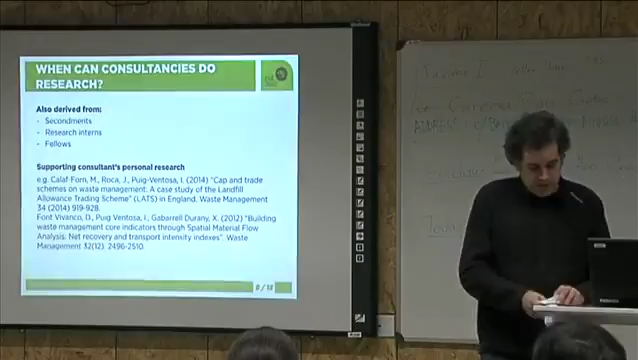 WHEN CAN CONSULTANCIES DO
RESEARCH?
Also derived from:
- Secondments
- Research interns
- Fellows
Supporting consultant's personal research
e.g. Calaf-Forn, M., Roca, J., Puig-Ventosa, I. (2014) "Cap and trade
schemes on waste management: A case study of the Landfill
Allowance Trading Scheme" (LATS) in England. Waste Management
34 (2014) 919-928.
Font Vivanco, D., Puig Ventosa, I., Gabarrell Durany, X. (2012) "Building
waste management core indicators through Spatial Material Flow
Analysis: Net recovery and transport intensity indexes". Waste
Management 32(12): 2496-2510.
8 / 18
ADDRESS